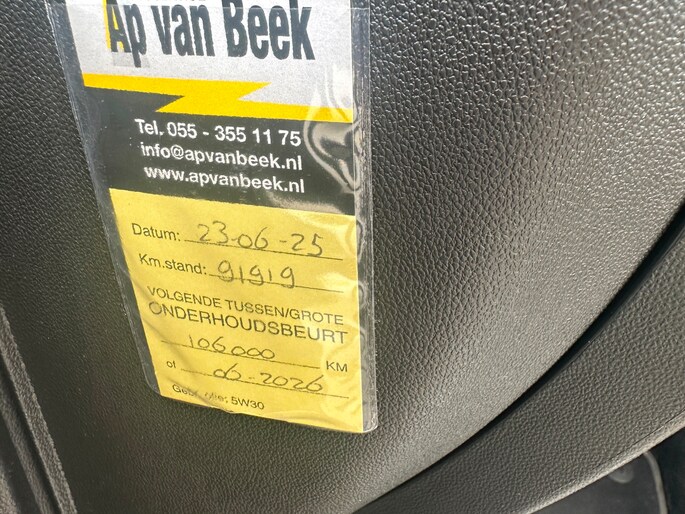 Ap van Beek
Tel. 055 - 355 11 75
info@apvanbeek.nl
www.apvanbeek.nl
Datum: 23-06-25
Km.stand: 91919
VOLGENDE TUSSEN/GROTE
ONDERHOUDSBEURT
106000 KM
of 06-2026
5W30